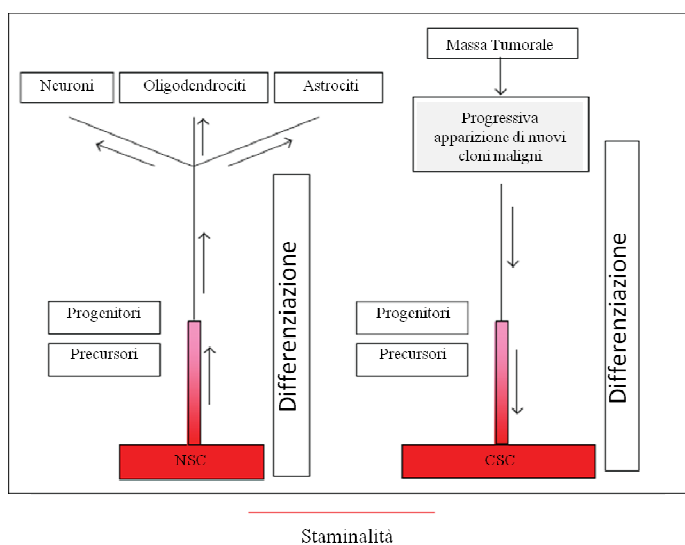 Massa Tumorale
Neuroni
Oligodendrociti
Astrociti
Progressiva
apparizione di nuovi
cloni maligni
Differenziazione
Differenziazione
Progenitori
Progenitori
Precursori
Precursori
NSC
CSC
Staminalità